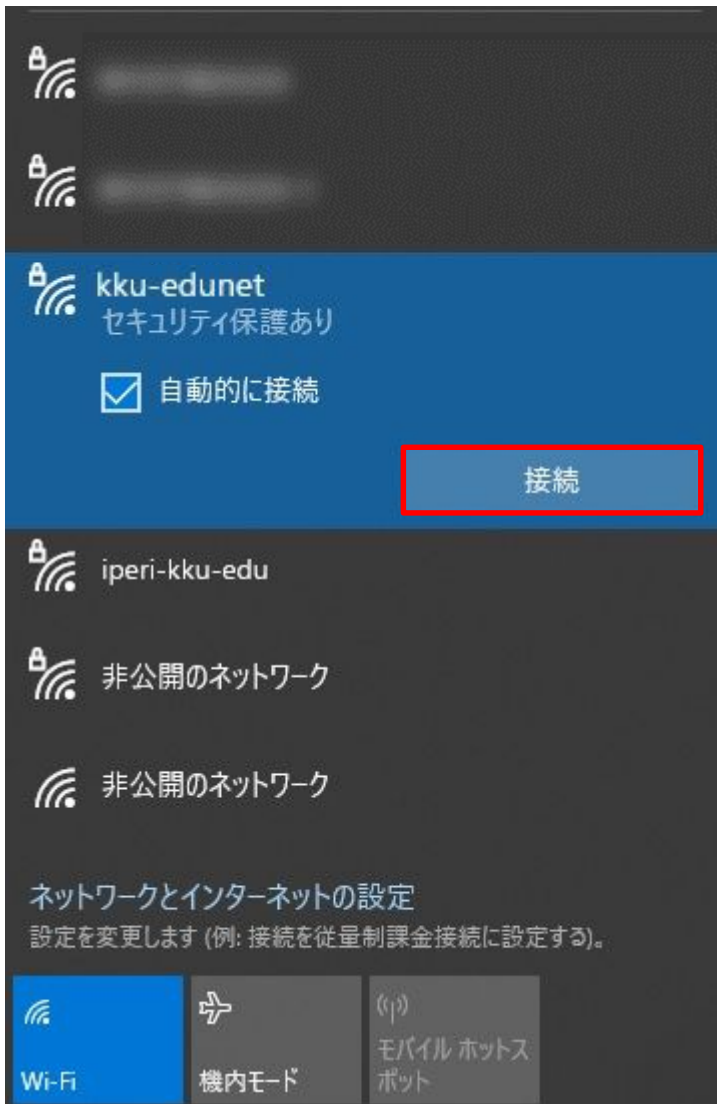 kku-edunet
セキュリティ保護あり
自動的に接続
接続
iperi-kku-edu
非公開のネットワーク
非公開のネットワーク
ネットワークとインターネットの設定
設定を変更します (例: 接続を従量制課金接続に設定する)。
Wi-Fi
機内モード
モバイル ホットス
ポット